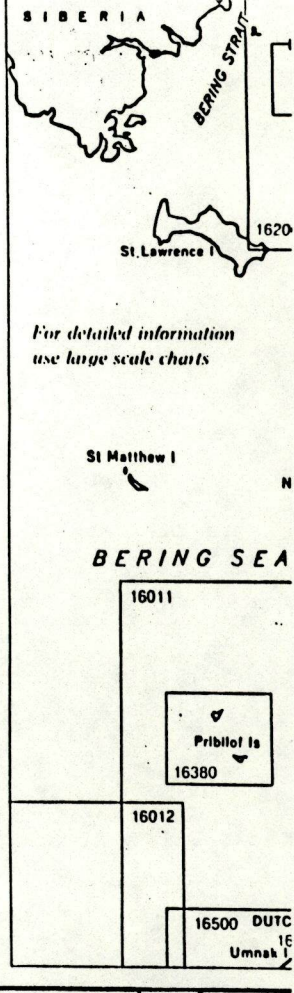 SIBERIA
BERING STRAIT
1620
St. Lawrence I
For detailed information
use large scale charts
St Matthew I
N
BERING SEA
16011
Pribilof Is
16380
16012
16500 DUTC
16
Umnak I